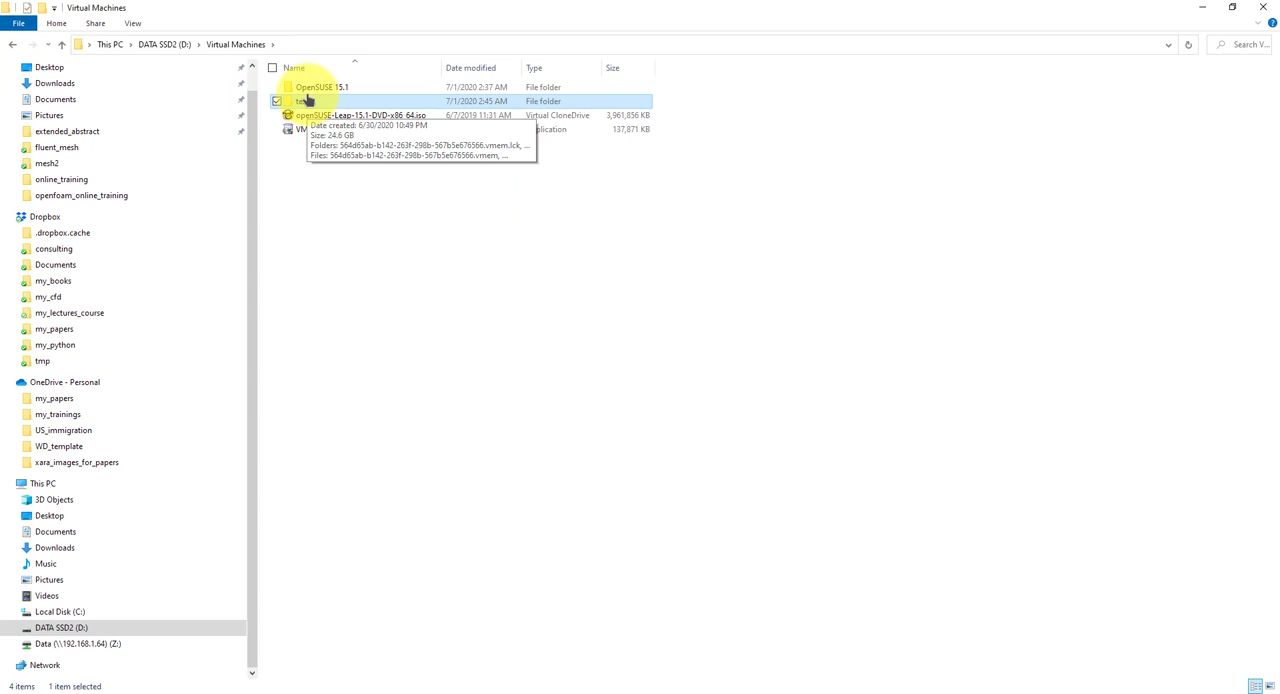 Virtual Machines
File Home Share View
This PC DATA SSD2 (D:) Virtual Machines
Search V...
Name Date modified Type Size
OpenSUSE 15.1 7/1/2020 2:37 AM File folder
7/1/2020 2:45 AM File folder
openSUSE-Leap-15.1-DVD-x86_64.iso 6/7/2019 11:31 AM Virtual CloneDrive 3,961,856 KB
137,871 KB
Date created: 6/30/2020 10:49 PM
Size: 24.6 GB
Folders: 564d65ab-b142-263f-298b-567b5e676566.vmem.lck, ...
Files: 564d65ab-b142-263f-298b-567b5e676566.vmem, ...
Desktop
Downloads
Documents
Pictures
extended_abstract
fluent_mesh
mesh2
online_training
openfoam_online_training
Dropbox
.dropbox.cache
consulting
Documents
my_books
my_cfd
my_lectures_course
my_papers
my_python
tmp
OneDrive - Personal
my_papers
my_trainings
US_immigration
WD_template
xara_images_for_papers
This PC
3D Objects
Desktop
Documents
Downloads
Music
Pictures
Videos
Local Disk (C:)
DATA SSD2 (D:)
Data (\\192.168.1.64) (Z:)
Network
4 items 1 item selected